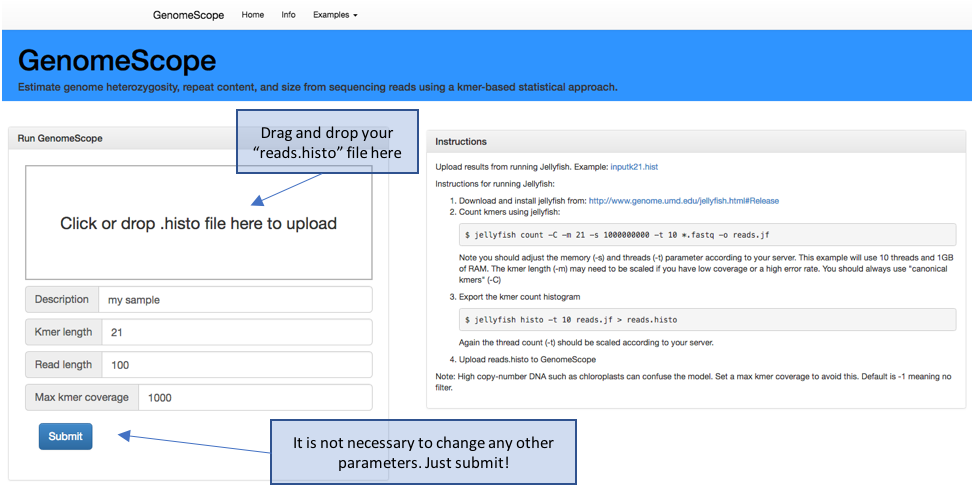 GenomeScope Home Info Examples
GenomeScope
Estimate genome heterozygosity, repeat content, and size from sequencing reads using a kmer-based statistical approach.
Run GenomeScope
Drag and drop your
“reads.histo” file here
Click or drop .histo file here to upload
Description my sample
Kmer length 21
Read length 100
Max kmer coverage 1000
Submit
It is not necessary to change any other
parameters. Just submit!
Instructions
Upload results from running Jellyfish. Example: inputk21.hist
Instructions for running Jellyfish:
1. Download and install jellyfish from: http://www.genome.umd.edu/jellyfish.html#Release
2. Count kmers using jellyfish:
$ jellyfish count -C -m 21 -s 1000000000 -t 10 *.fastq -o reads.jf
Note you should adjust the memory (-s) and threads (-t) parameter according to your server. This example will use 10 threads and 1GB
of RAM. The kmer length (-m) may need to be scaled if you have low coverage or a high error rate. You should always use "canonical
kmers" (-C)
3. Export the kmer count histogram
$ jellyfish histo -t 10 reads.jf > reads.histo
Again the thread count (-t) should be scaled according to your server.
4. Upload reads.histo to GenomeScope
Note: High copy-number DNA such as chloroplasts can confuse the model. Set a max kmer coverage to avoid this. Default is -1 meaning no
filter.